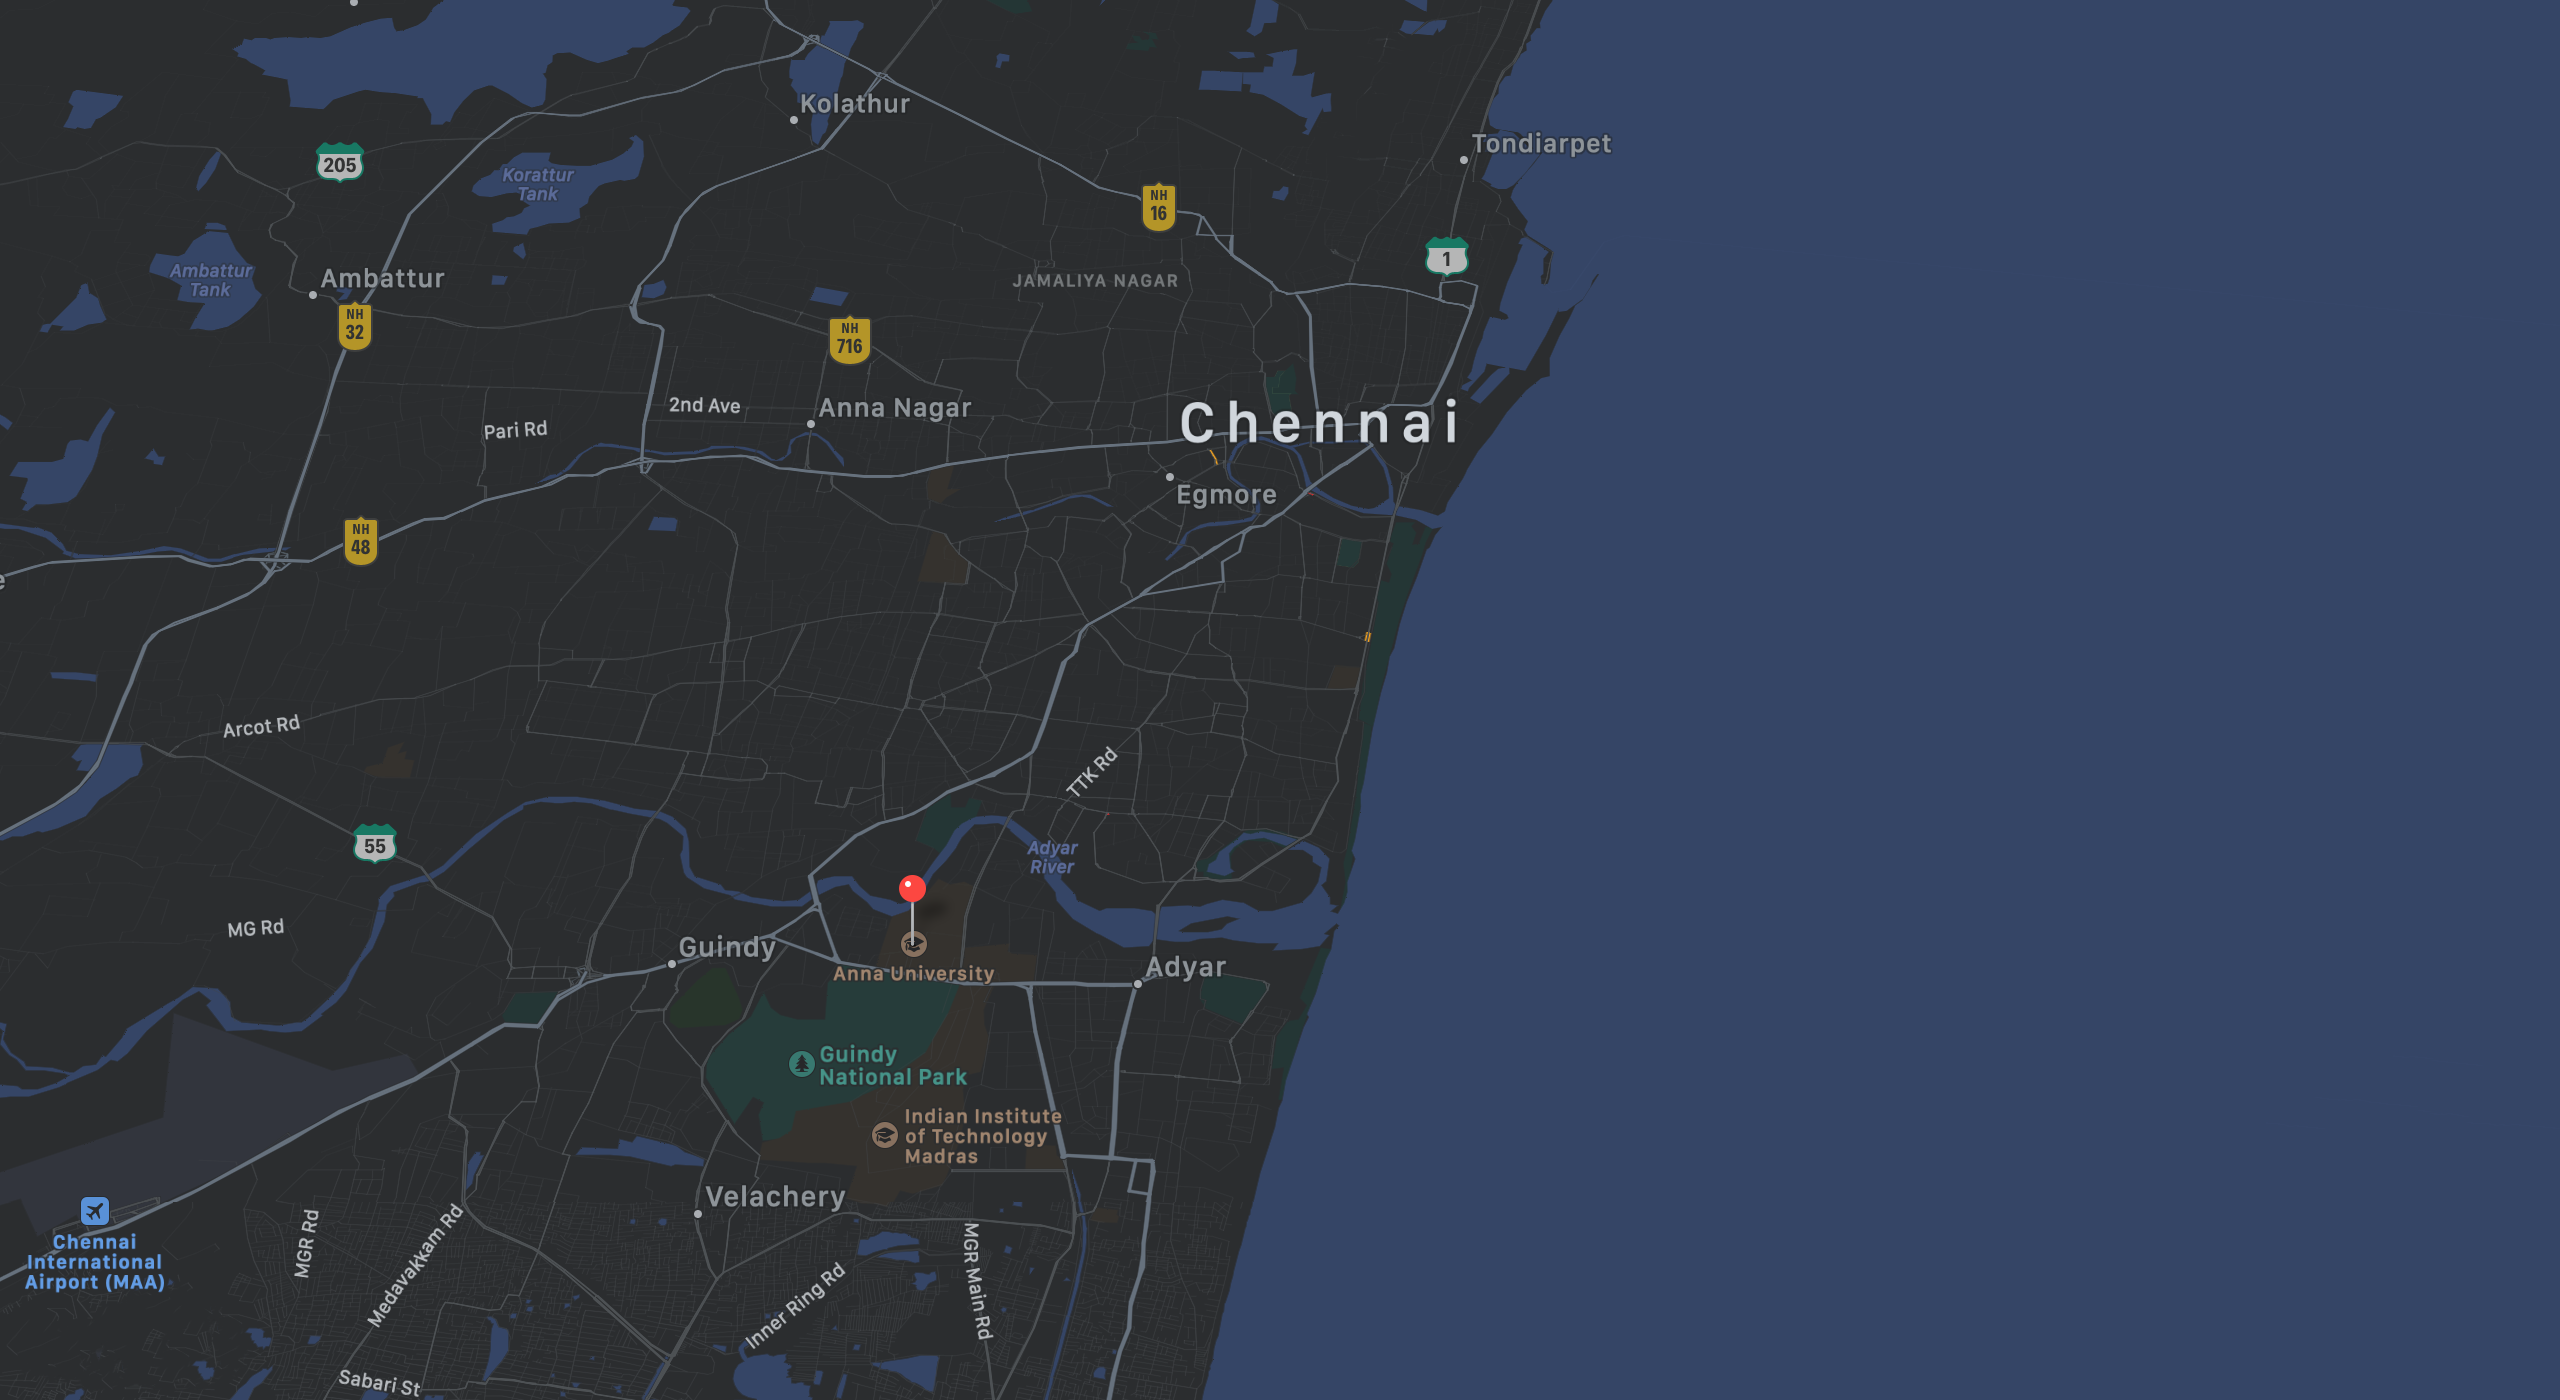 Kolathur
Tondiarpet
205
Korattur
Tank
NH
16
1
Ambattur
Tank
Ambattur
JAMALIYA NAGAR
NH
32
NH
716
2nd Ave
Anna Nagar
Pari Rd
Chennai
Egmore
NH
48
Arcot Rd
TTK Rd
55
Adyar
River
MG Rd
Guindy
Anna University
Adyar
Guindy
National Park
Indian Institute
of Technology
Madras
Velachery
Chennai
International
Airport (MAA)
MGR Rd
Medavakkam Rd
Inner Ring Rd
MGR Main Rd
Sabari St